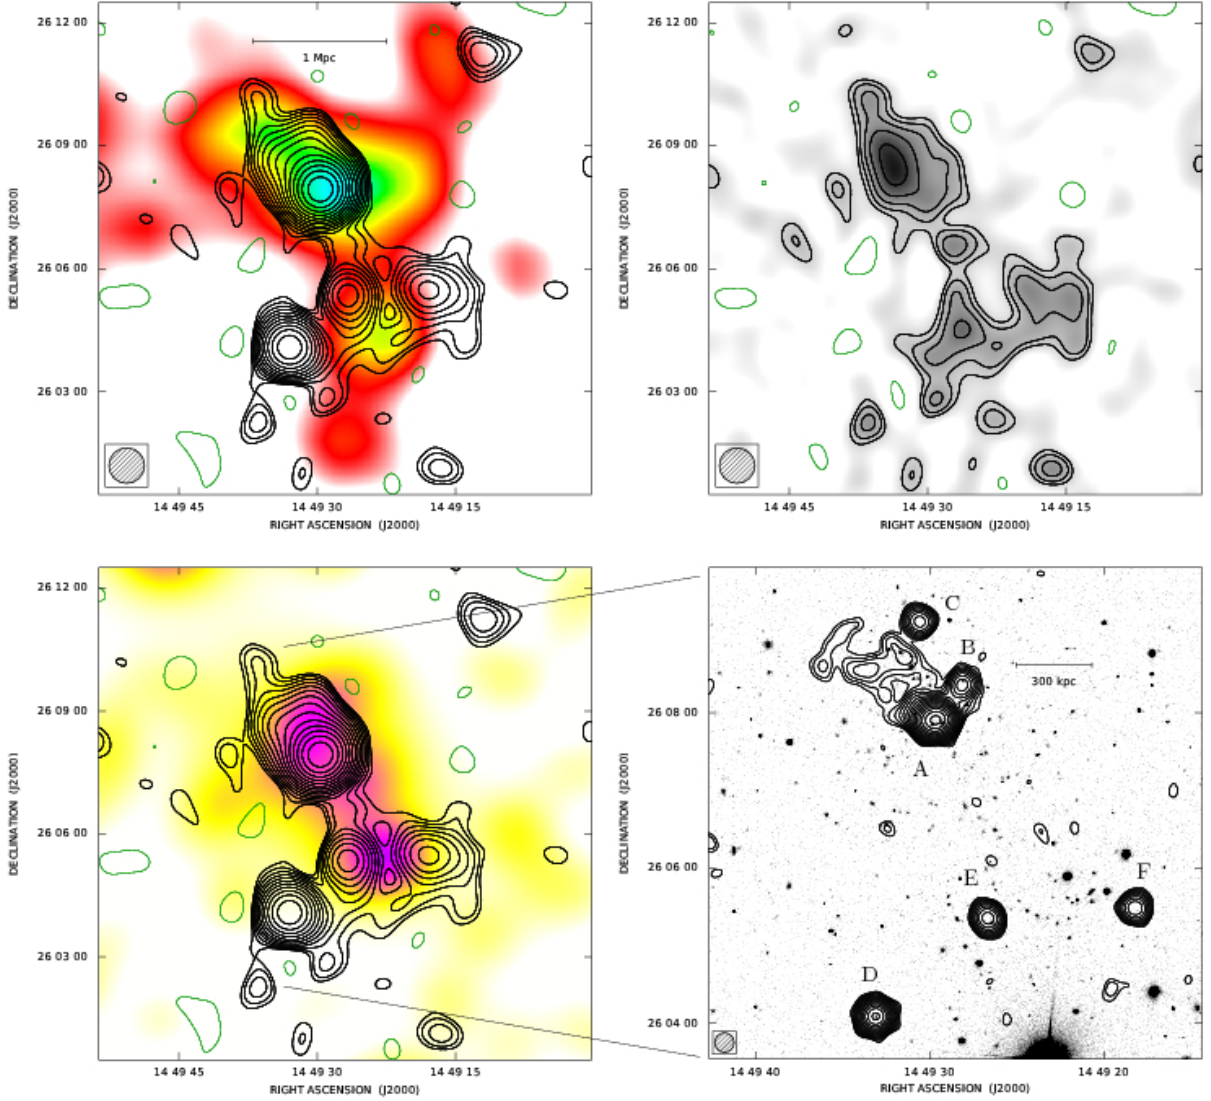 26 12 00
26 09 00
26 06 00
26 03 00
DECLINATION (J2000)
1 Mpc
14 49 45
14 49 30
14 49 15
RIGHT ASCENSION (J2000)
26 12 00
26 09 00
26 06 00
26 03 00
DECLINATION (J2000)
14 49 45
14 49 30
14 49 15
RIGHT ASCENSION (J2000)
26 12 00
26 09 00
26 06 00
26 03 00
DECLINATION (J2000)
14 49 45
14 49 30
14 49 15
RIGHT ASCENSION (J2000)
C
B
300 kpc
26 08 00
A
26 06 00
E
F
D
26 04 00
DECLINATION (J2000)
14 49 40
14 49 30
14 49 20
RIGHT ASCENSION (J2000)